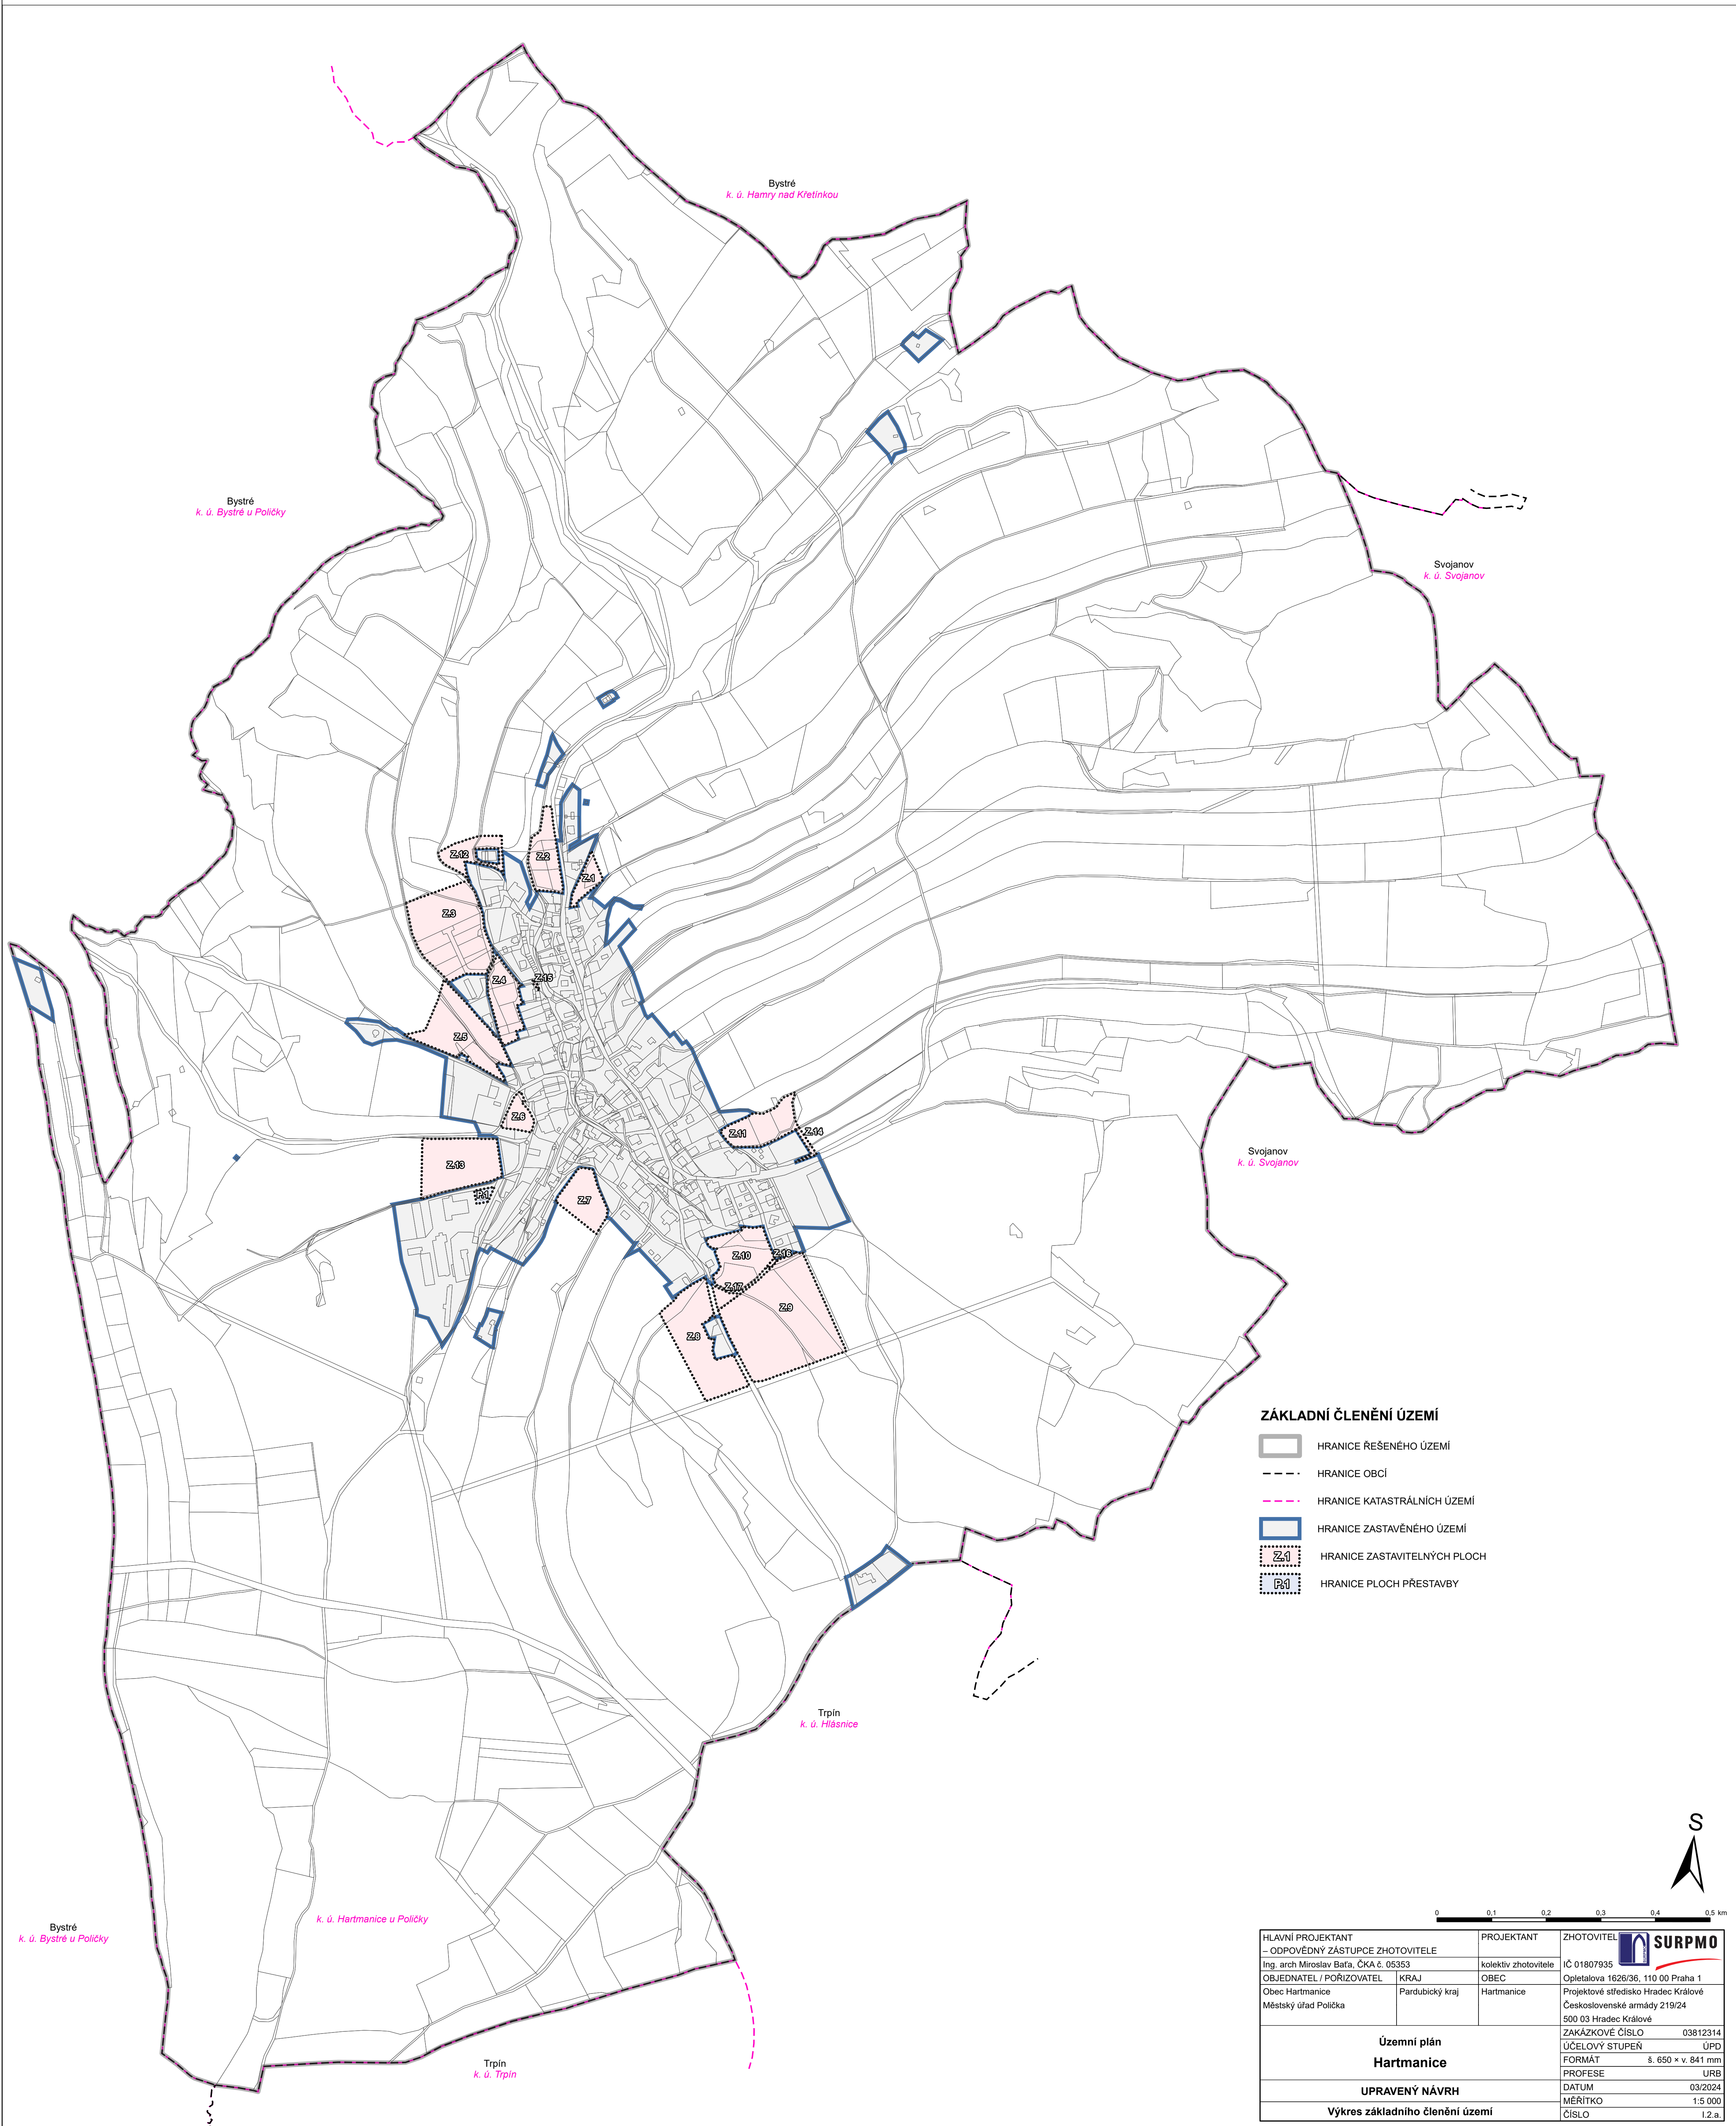 Bystré
k. ú. Hamry nad Křetínkou
Bystré
k. ú. Bystré u Poličky
Svojanov
k. ú. Svojanov
Z.12
Z.2
Z.1
Z.3
Z.4
Z.15
Z.5
Z.6
Z.11
Z.14
Z.13
P.1
Z.7
Z.10
Z.16
Z.17
Z.9
Z.8
Svojanov
k. ú. Svojanov
ZÁKLADNÍ ČLENĚNÍ ÚZEMÍ
HRANICE ŘEŠENÉHO ÚZEMÍ
HRANICE OBCÍ
HRANICE KATASTRÁLNÍCH ÚZEMÍ
HRANICE ZASTAVĚNÉHO ÚZEMÍ
Z.1 HRANICE ZASTAVITELNÝCH PLOCH
P.1 HRANICE PLOCH PŘESTAVBY
Trpín
k. ú. Hlásnice
k. ú. Hartmanice u Poličky
Bystré
k. ú. Bystré u Poličky
Trpín
k. ú. Trpín
S
0 0,1 0,2 0,3 0,4 0,5 km
HLAVNÍ PROJEKTANT
– ODPOVĚDNÝ ZÁSTUPCE ZHOTOVITELE
PROJEKTANT
ZHOTOVITEL
SURPMO
Ing. arch Miroslav Baťa, ČKA č. 05353
kolektiv zhotovitele
IČ 01807935
OBJEDNATEL / POŘIZOVATEL
KRAJ
OBEC
Opletalova 1626/36, 110 00 Praha 1
Obec Hartmanice
Městský úřad Polička
Pardubický kraj
Hartmanice
Projektové středisko Hradec Králové
Československé armády 219/24
500 03 Hradec Králové
Územní plán
Hartmanice
ZAKÁZKOVÉ ČÍSLO 03812314
ÚČELOVÝ STUPEŇ ÚPD
FORMÁT š. 650 × v. 841 mm
PROFESE URB
UPRAVENÝ NÁVRH
DATUM 03/2024
MĚŘÍTKO 1:5 000
Výkres základního členění území
ČÍSLO I.2.a.